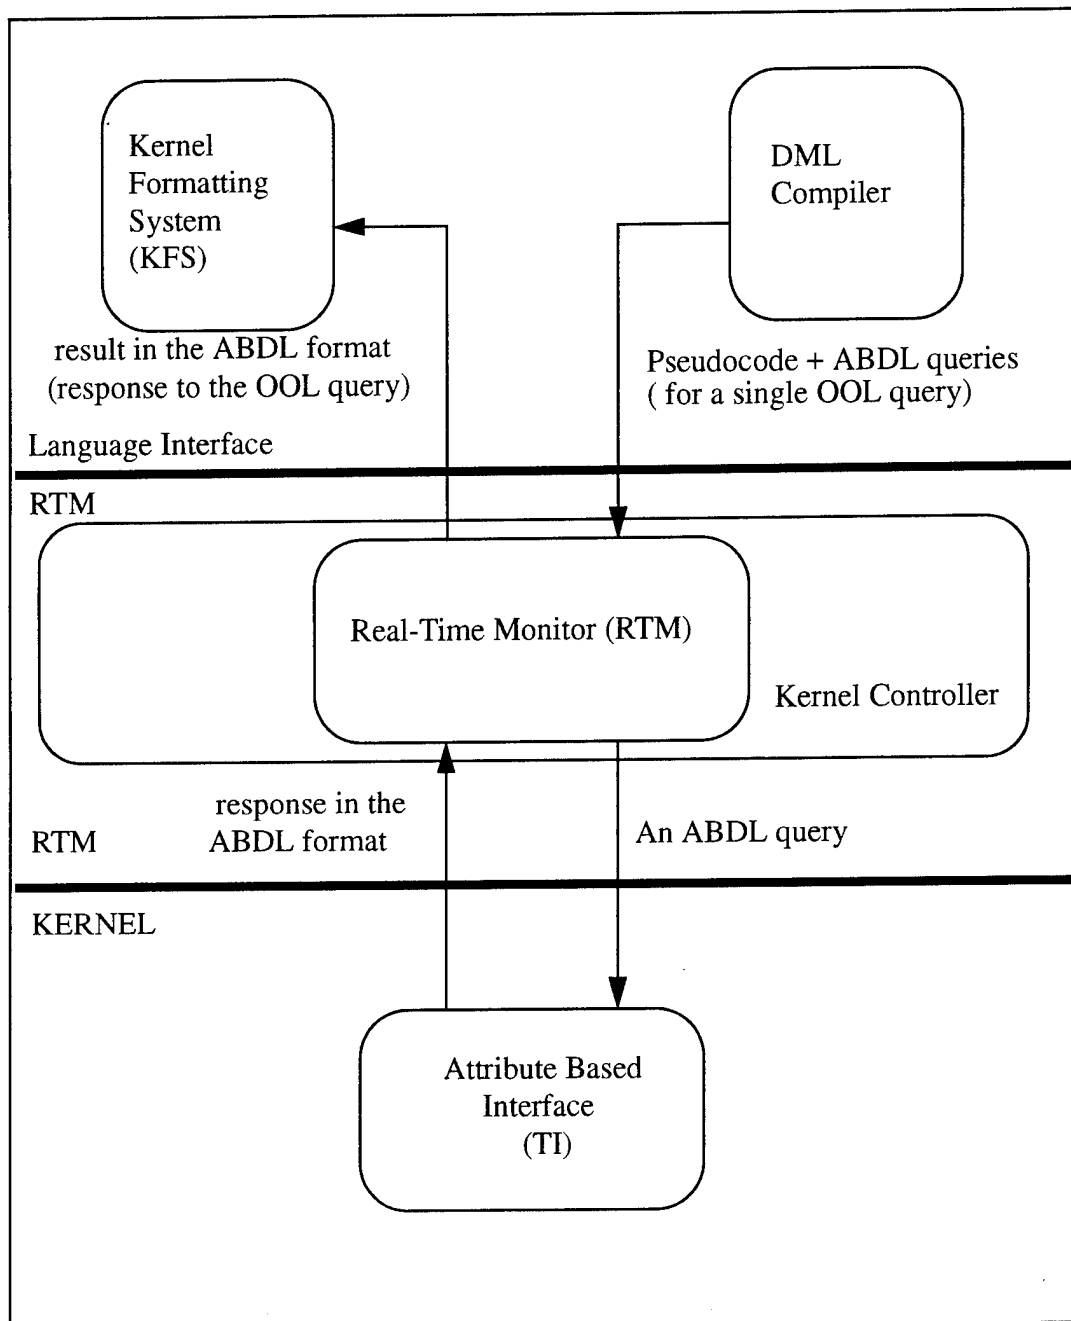 Kernel
Formatting
System
(KFS)
DML
Compiler
result in the ABDL format
(response to the OOL query)
Pseudocode + ABDL queries
( for a single OOL query)
Language Interface
RTM
Real-Time Monitor (RTM)
Kernel Controller
response in the
ABDL format
An ABDL query
RTM
KERNEL
Attribute Based
Interface
(TI)